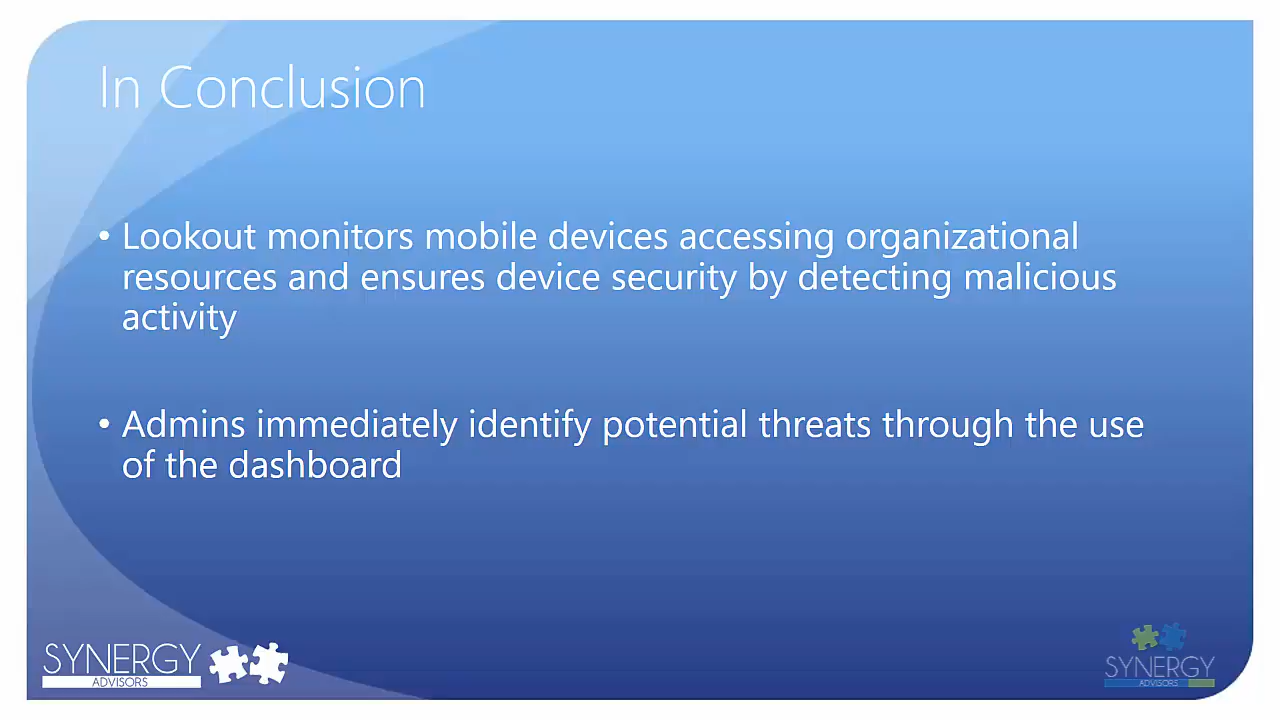 In Conclusion
• Lookout monitors mobile devices accessing organizational
resources and ensures device security by detecting malicious
activity
• Admins immediately identify potential threats through the use
of the dashboard
SYNERGY
ADVISORS
SYNERGY
ADVISORS